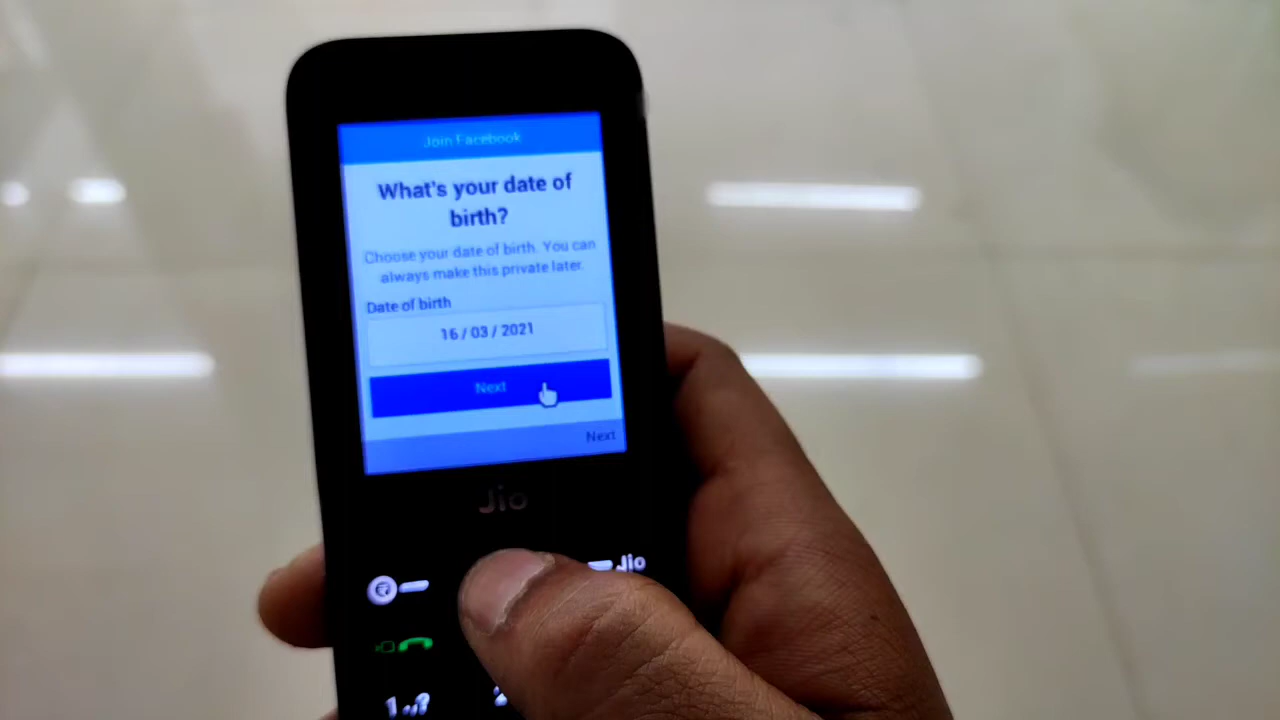 Join Facebook
What's your date of
birth?
Choose your date of birth. You can
always make this private later.
Date of birth
16 / 03 / 2021
Next
Next
Jio
Jio
1